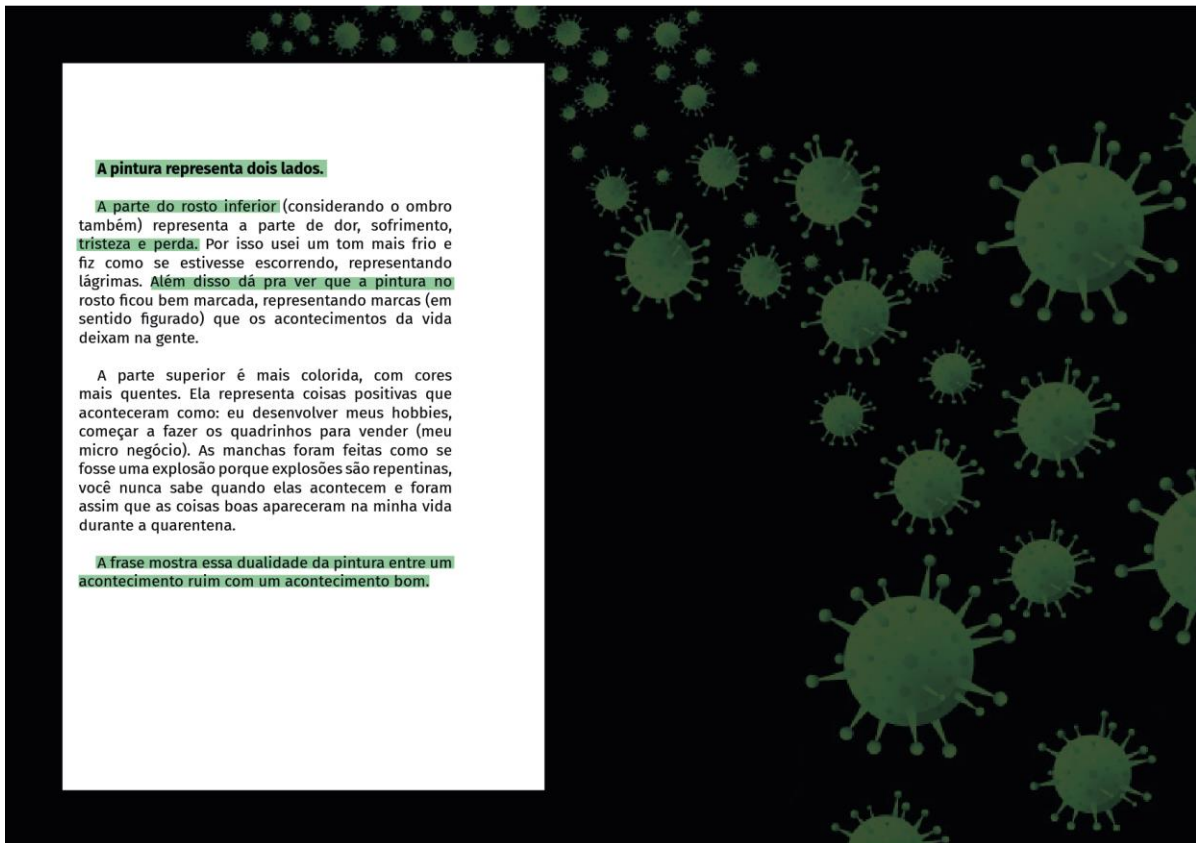 A pintura representa dois lados.
A parte do rosto inferior (considerando o ombro
também) representa a parte de dor, sofrimento,
tristeza e perda. Por isso usei um tom mais frio e
fiz como se estivesse escorrendo, representando
lágrimas. Além disso dá pra ver que a pintura no
rosto ficou bem marcada, representando marcas (em
sentido figurado) que os acontecimentos da vida
deixam na gente.
A parte superior é mais colorida, com cores
mais quentes. Ela representa coisas positivas que
aconteceram como: eu desenvolver meus hobbies,
começar a fazer os quadrinhos para vender (meu
micro negócio). As manchas foram feitas como se
fosse uma explosão porque explosões são repentinas,
você nunca sabe quando elas acontecem e foram
assim que as coisas boas apareceram na minha vida
durante a quarentena.
A frase mostra essa dualidade da pintura entre um
acontecimento ruim com um acontecimento bom.